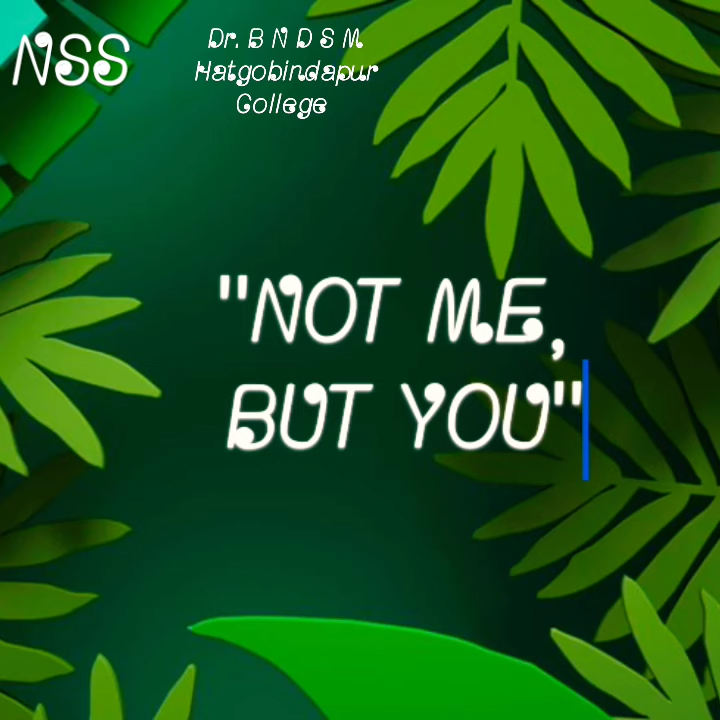 NSS
Dr. B N D S M
Hatgobindapur
College
"NOT ME,
BUT YOU"